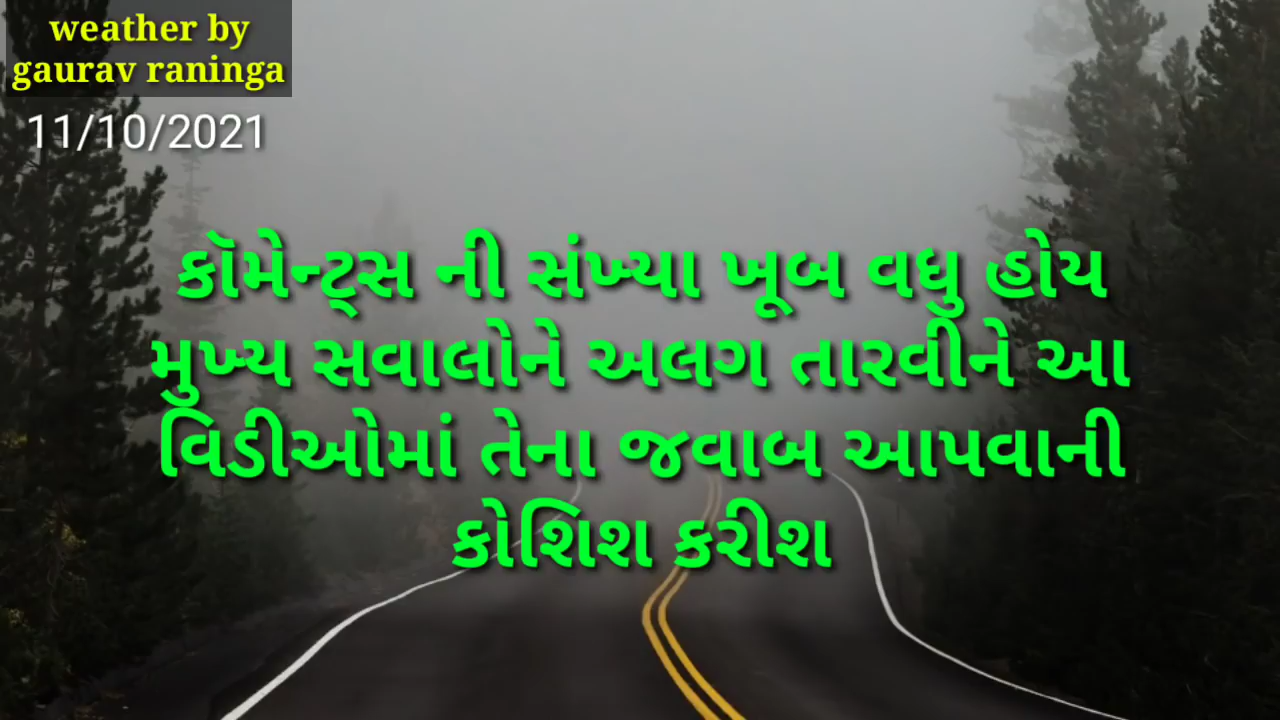 weather by
gaurav raninga
11/10/2021
કૉમેન્ટ્સ ની સંખ્યા ખૂબ વધુ હોય
મુખ્ય સવાલોને અલગ તારવીને આ
વિડીઓમાં તેના જવાબ આપવાની
કોશિશ કરીશ